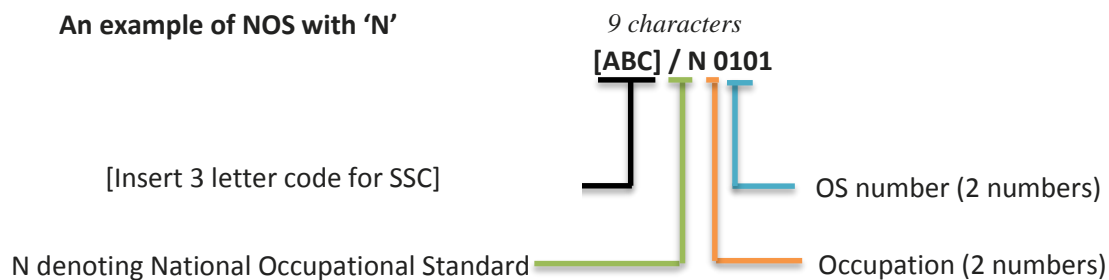 An example of NOS with ‘N’
9 characters
[ABC] / N 0101
[Insert 3 letter code for SSC]
OS number (2 numbers)
N denoting National Occupational Standard
Occupation (2 numbers)